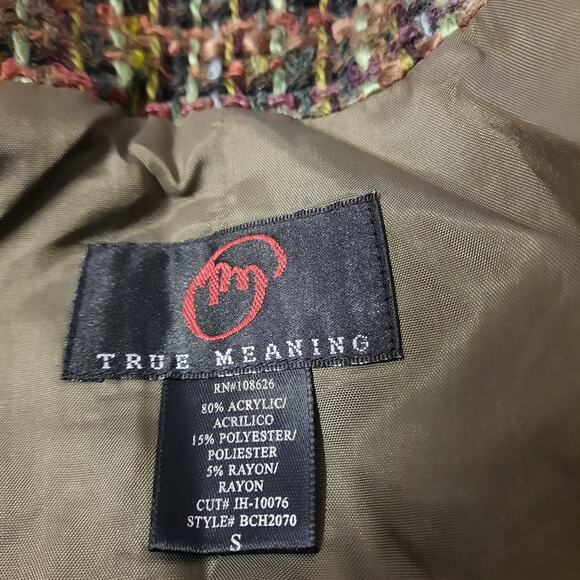 TRUE MEANING
RN#108626
80% ACRYLIC/
ACRILICO
15% POLYESTER/
POLIESTER
5% RAYON/
RAYON
CUT# IH-10076
STYLE# BCH2070
S